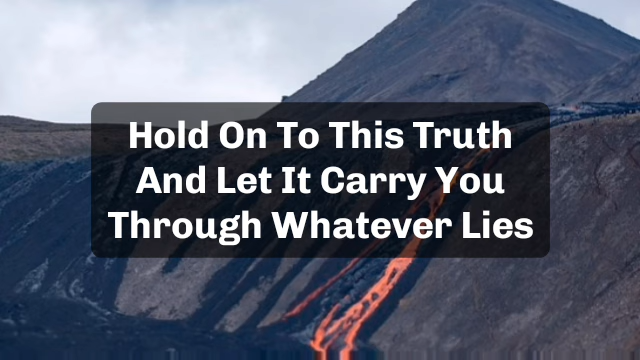 Hold On To This Truth
And Let It Carry You
Through Whatever Lies